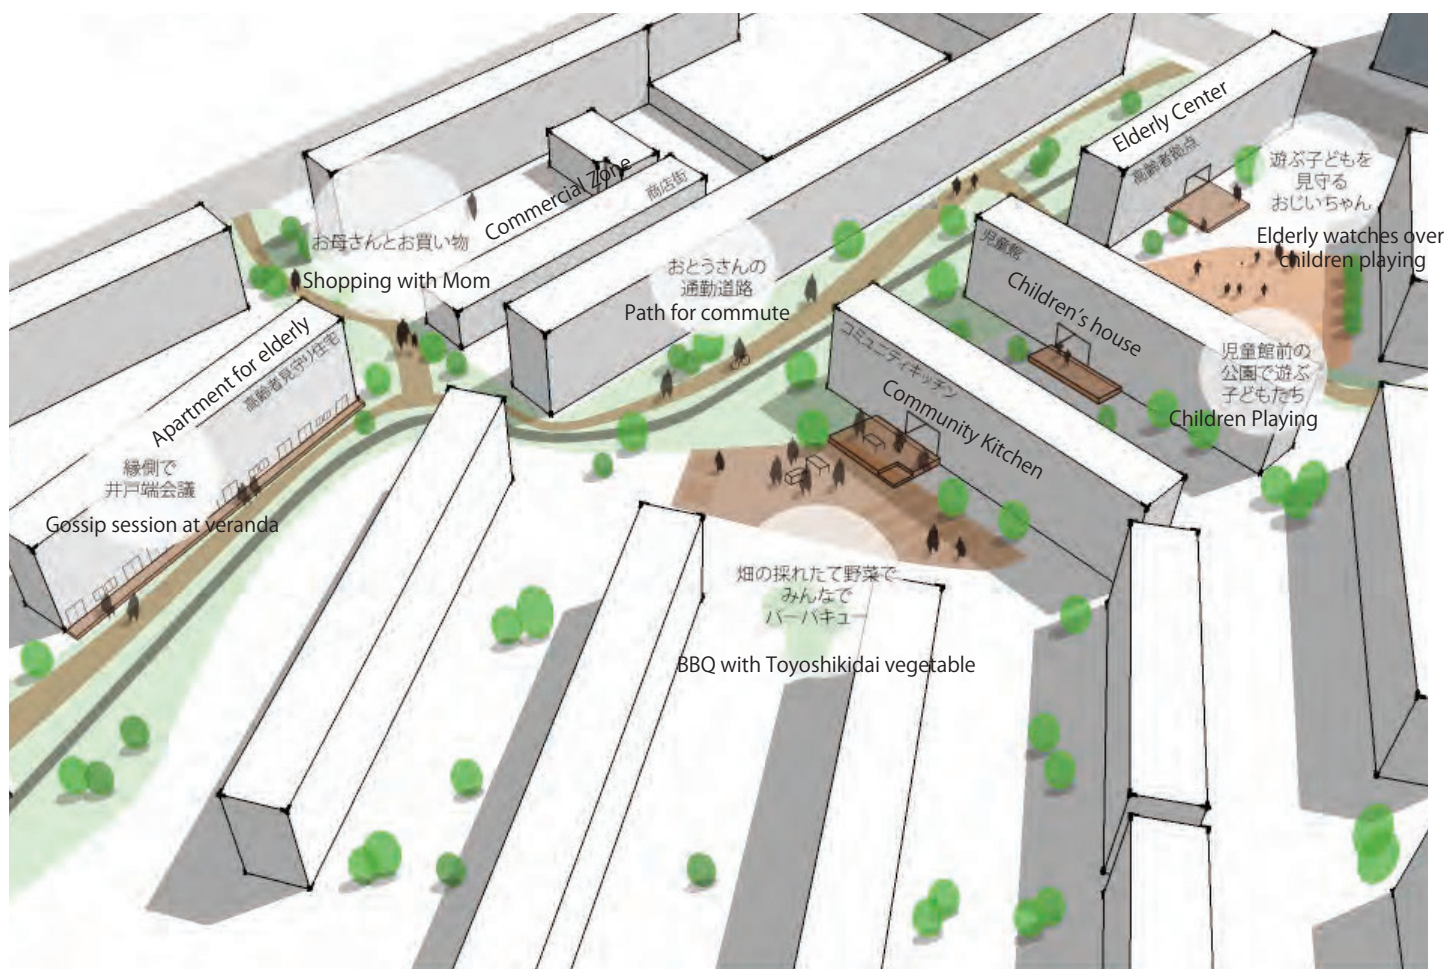 Elderly Center
高齢者拠点
遊ぶ子どもを
見守る
おじいちゃん
Elderly watches over
children playing
Commercial Zone
商店街
お母さんとお買い物
Shopping with Mom
おとうさんの
通勤道路
Path for commute
児童館
Children's house
児童館前の
公園で遊ぶ
子どもたち
Children Playing
コミュニティキッチン
Community Kitchen
Apartment for elderly
高齢者見守り住宅
縁側で
井戸端会議
Gossip session at veranda
畑の採れたて野菜で
みんなで
バーバキュー
BBQ with Toyoshikidai vegetable